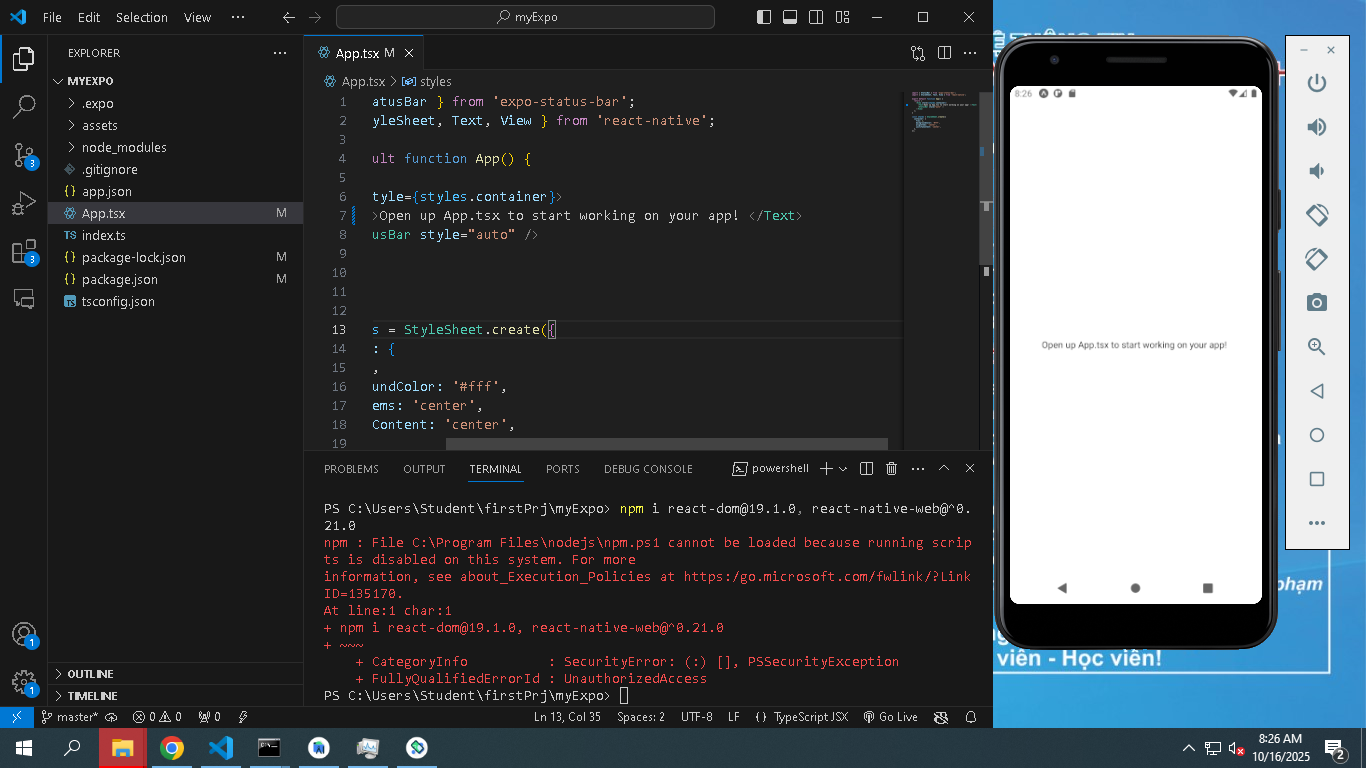 File Edit Selection View ··· myExpo
EXPLORER
MYEXPO
.expo
assets
node_modules
.gitignore
app.json
App.tsx M
index.ts
package-lock.json M
package.json M
tsconfig.json
OUTLINE
TIMELINE
3
3
1
1
App.tsx M
App.tsx > styles
1 atusBar } from 'expo-status-bar';
2 yleSheet, Text, View } from 'react-native';
3
4 ult function App() {
5
6 tyle={styles.container}>
7 >Open up App.tsx to start working on your app! </Text>
8 usBar style="auto" />
9
10
11
12
13 s = StyleSheet.create({
14 : {
15 ,
16 undColor: '#fff',
17 ems: 'center',
18 Content: 'center',
19
PROBLEMS OUTPUT TERMINAL PORTS DEBUG CONSOLE powershell
PS C:\Users\Student\firstPrj\myExpo> npm i react-dom@19.1.0, react-native-web@^0.
21.0
npm : File C:\Program Files\nodejs\npm.ps1 cannot be loaded because running scrip
ts is disabled on this system. For more
information, see about_Execution_Policies at https:/go.microsoft.com/fwlink/?Link
ID=135170.
At line:1 char:1
+ npm i react-dom@19.1.0, react-native-web@^0.21.0
+ ~~~
+ CategoryInfo : SecurityError: (:) [], PSSecurityException
+ FullyQualifiedErrorId : UnauthorizedAccess
PS C:\Users\Student\firstPrj\myExpo>
master* 0 0 0 Ln 13, Col 35 Spaces: 2 UTF-8 LF {} TypeScript JSX Go Live
8:26
Open up App.tsx to start working on your app!
phạm
viên - Học viên!
8:26 AM
10/16/2025
2